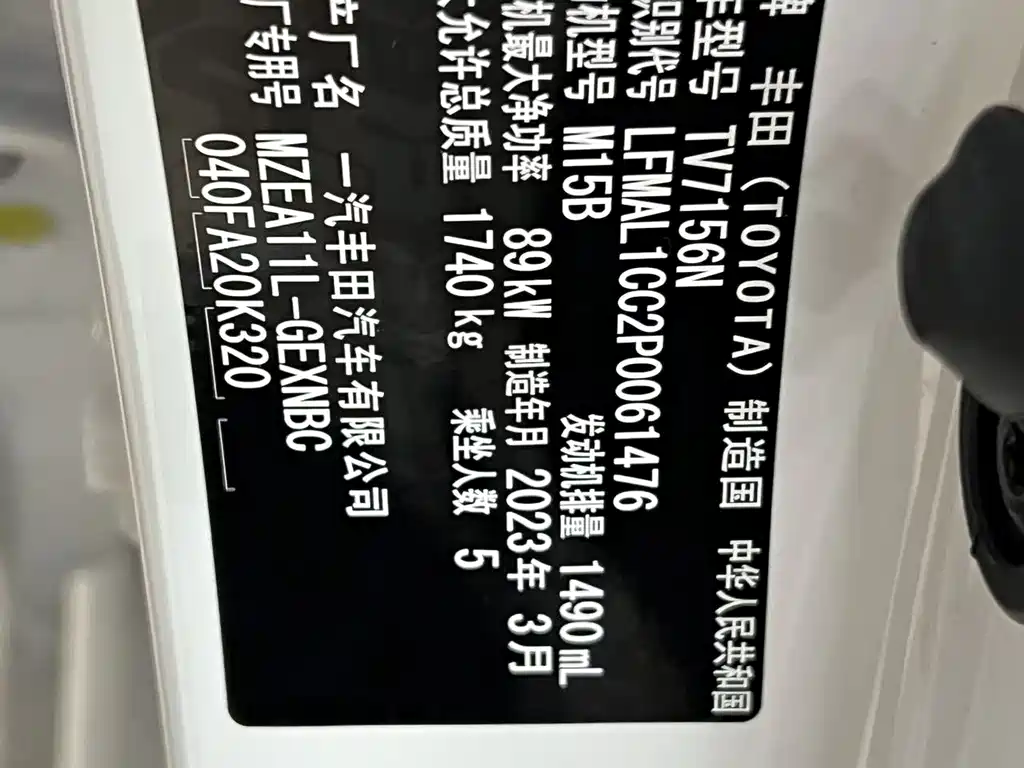 牌 丰田 (TOYOTA) 制造国 中华人民共和国
车型号 TV7156N
识别代号 LFMAL1CC2P0061476
机型号 M15B 发动机排量 1490mL
机最大净功率 89kW 制造年月 2023年 3月
大允许总质量 1740kg 乘坐人数 5
产厂名 一汽丰田汽车有限公司
厂专用号 MZEA11L-GEXNBC
040FA20K320